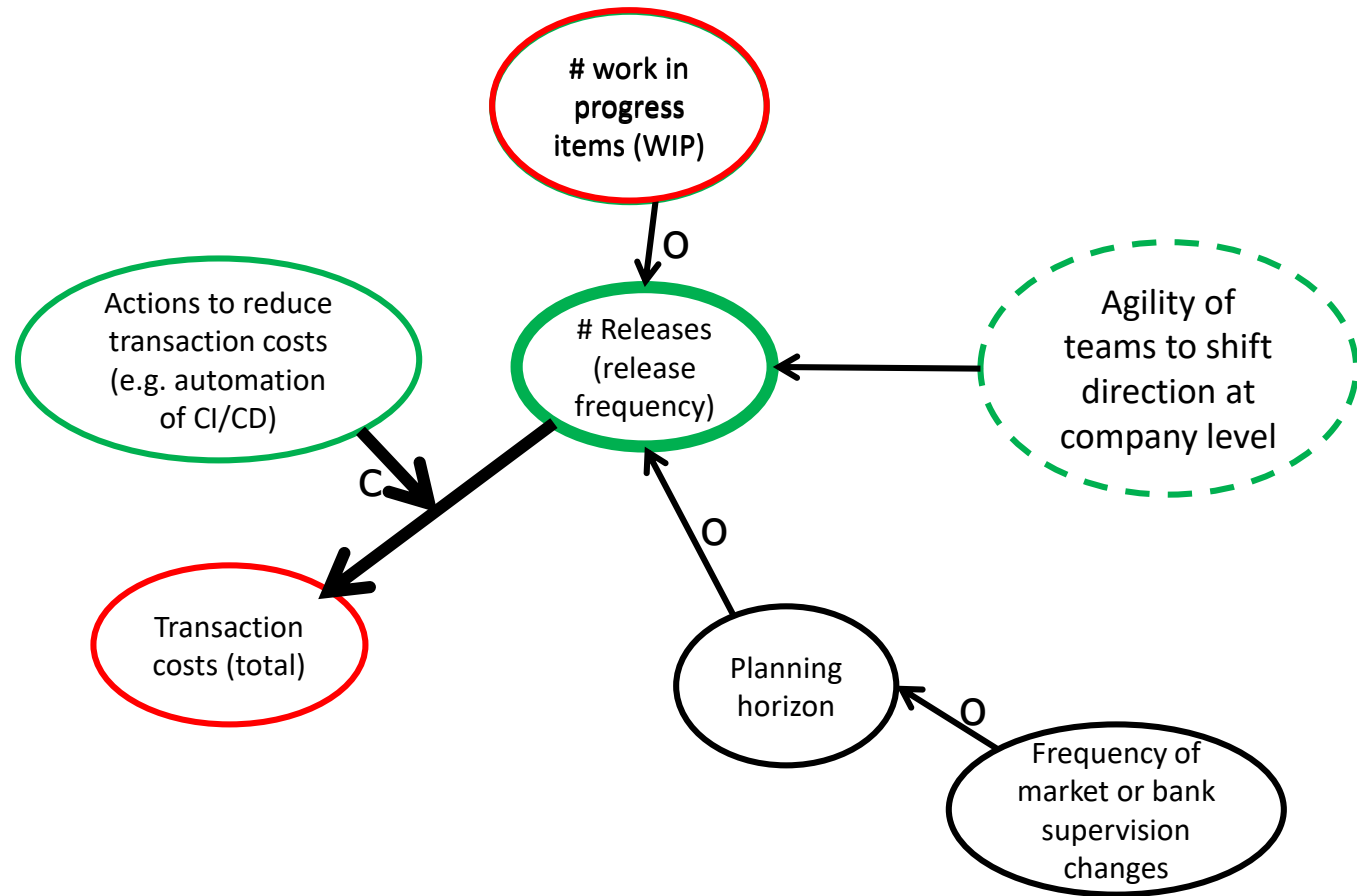 # work in
progress
items (WIP)
O
Actions to reduce
transaction costs
(e.g. automation
of CI/CD)
# Releases
(release
frequency)
Agility of
teams to shift
direction at
company level
C
O
Transaction
costs (total)
Planning
horizon
O
Frequency of
market or bank
supervision
changes